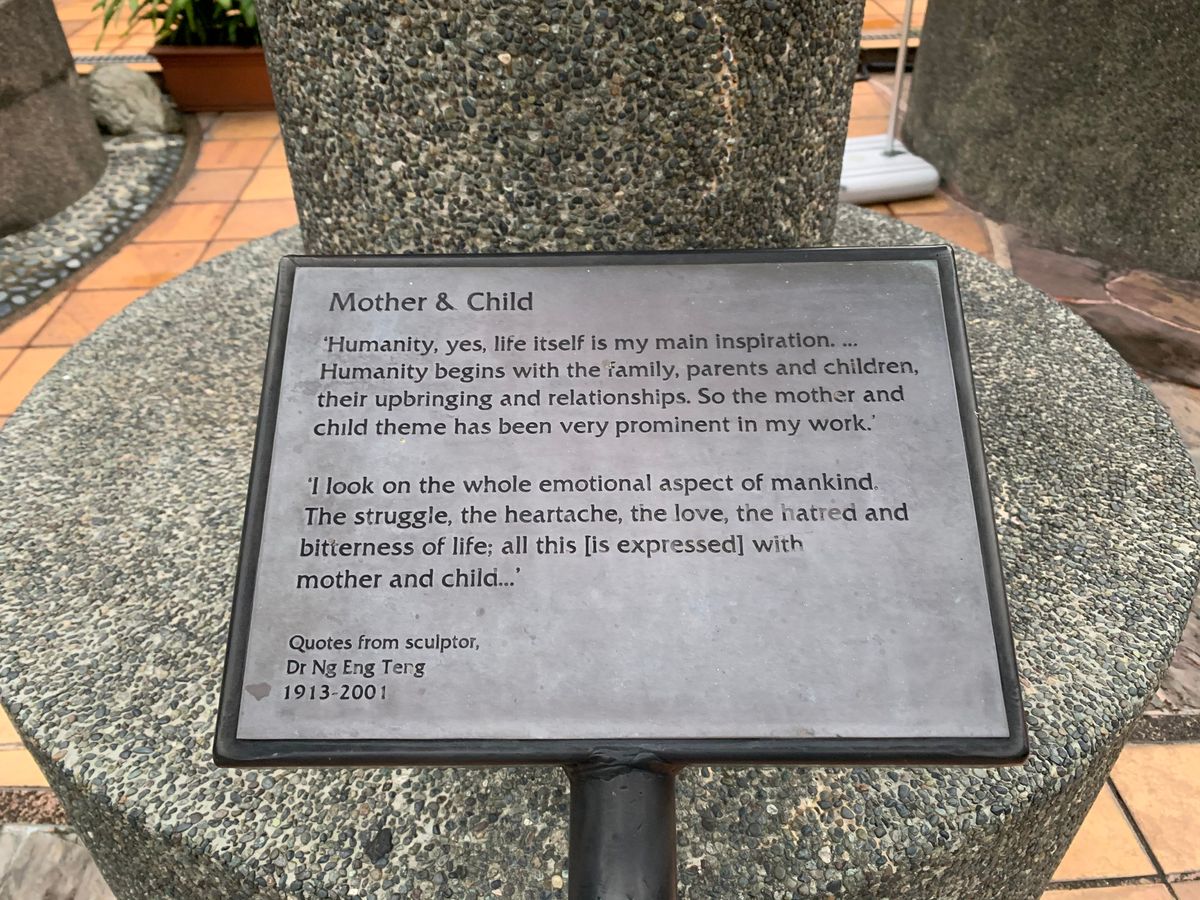 Mother & Child
‘Humanity, yes, life itself is my main inspiration. ...
Humanity begins with the family, parents and children,
their upbringing and relationships. So the mother and
child theme has been very prominent in my work.’
‘I look on the whole emotional aspect of mankind.
The struggle, the heartache, the love, the hatred and
bitterness of life; all this [is expressed] with
mother and child...’
Quotes from sculptor,
Dr Ng Eng Teng
1913-2001